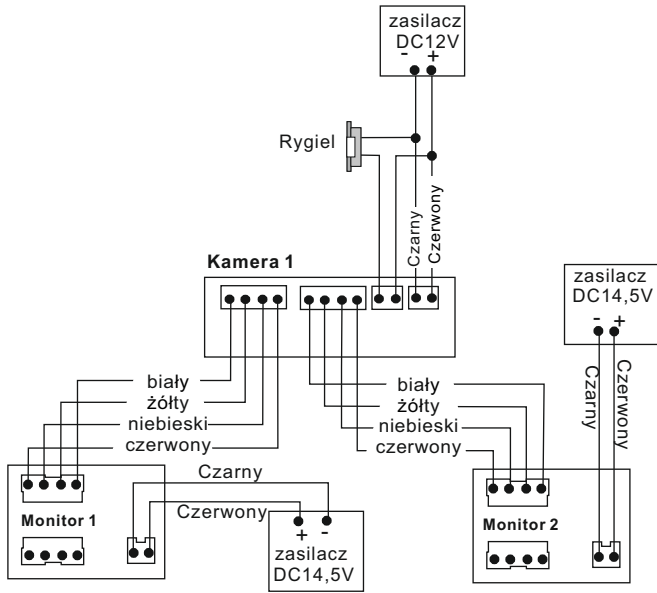 zasilacz
DC12V
- +
Rygiel
Czarny
Czerwony
Kamera 1
zasilacz
DC14,5V
- +
Czarny
Czerwony
biały
żółty
niebieski
czerwony
biały
żółty
niebieski
czerwony
Monitor 1
Czarny
Czerwony
+ -
zasilacz
DC14,5V
Monitor 2